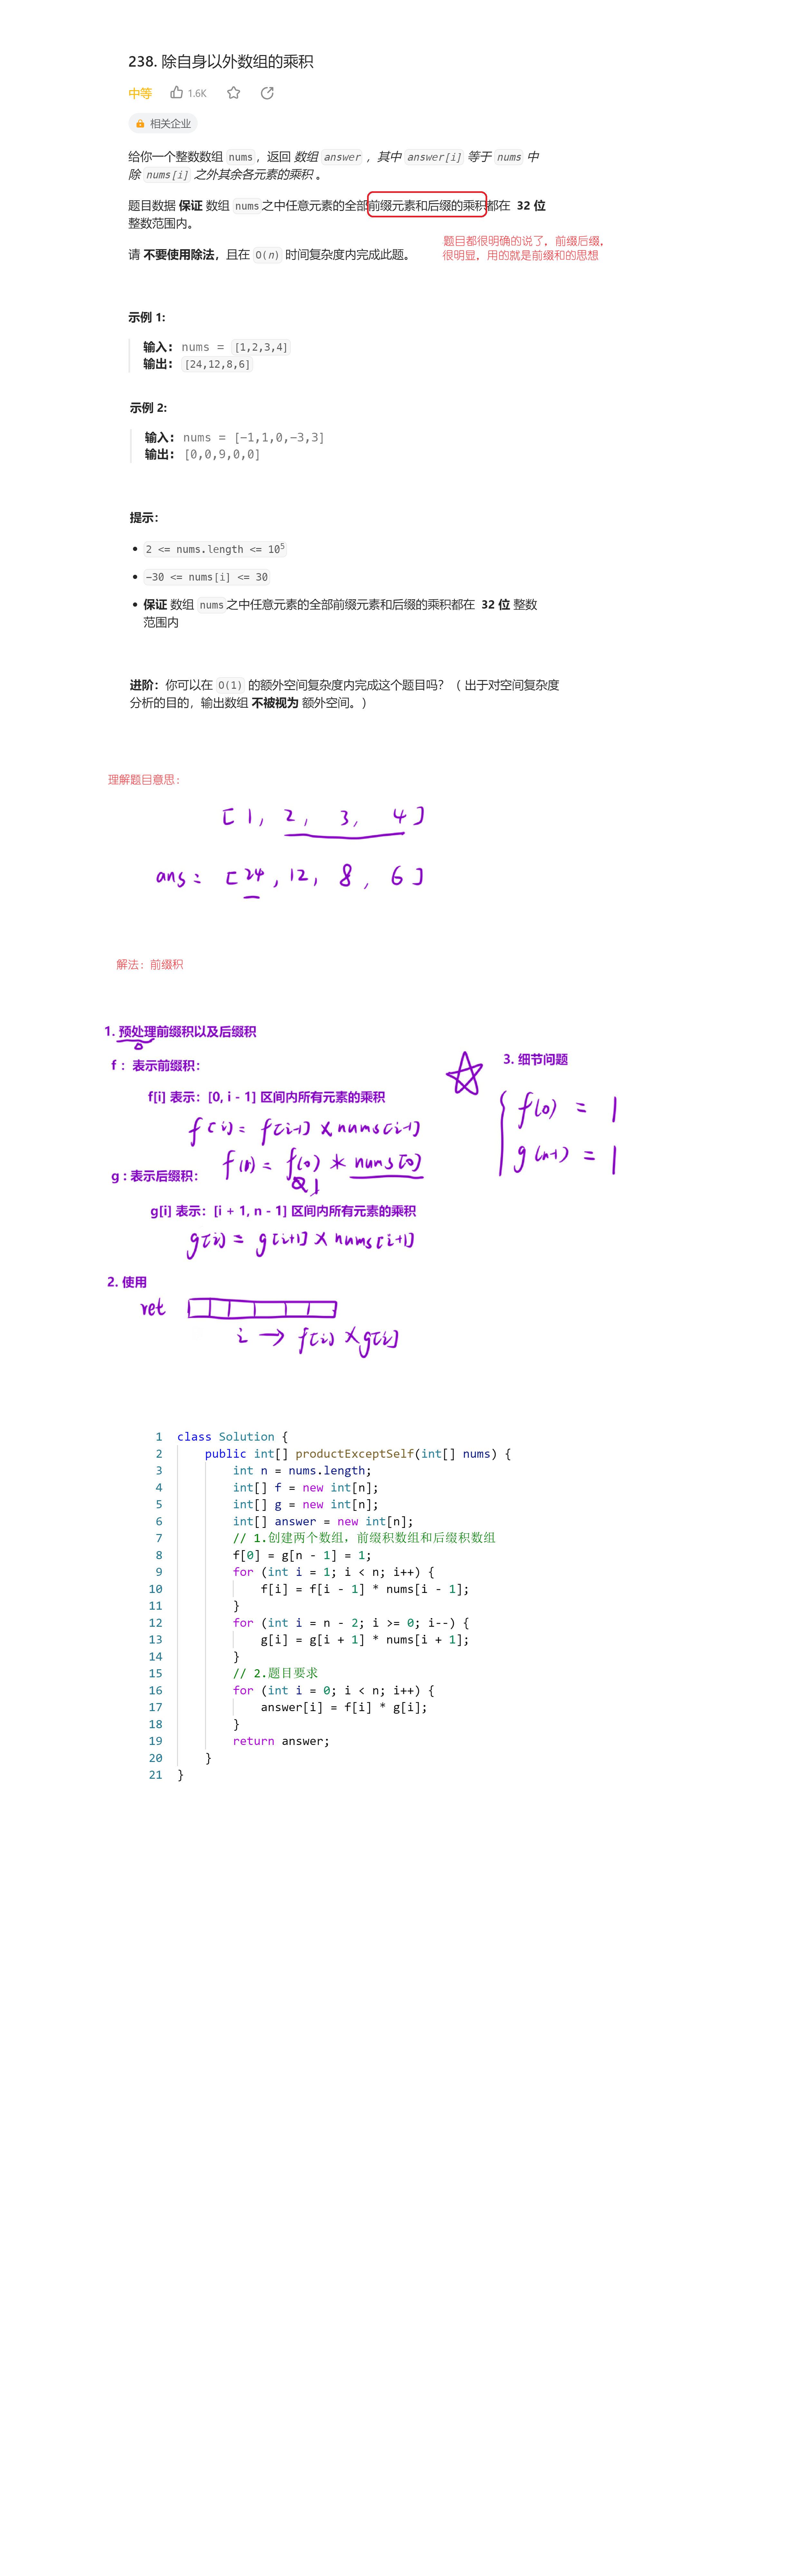 238. 除自身以外数组的乘积
中等 1.6K
相关企业
给你一个整数数组 nums，返回 数组 answer ，其中 answer[i] 等于 nums 中
除 nums[i] 之外其余各元素的乘积 。
题目数据 保证 数组 nums之中任意元素的全部前缀元素和后缀的乘积都在 32 位
整数范围内。
题目都很明确的说了，前缀后缀，
很明显，用的就是前缀和的思想
请 不要使用除法，且在 O(n) 时间复杂度内完成此题。
示例 1:
输入: nums = [1,2,3,4]
输出: [24,12,8,6]
示例 2:
输入: nums = [-1,1,0,-3,3]
输出: [0,0,9,0,0]
提示：
2 <= nums.length <= 10⁵
-30 <= nums[i] <= 30
保证 数组 nums之中任意元素的全部前缀元素和后缀的乘积都在 32 位 整数
范围内
进阶：你可以在 O(1) 的额外空间复杂度内完成这个题目吗？（ 出于对空间复杂度
分析的目的，输出数组 不被视为 额外空间。）
理解题目意思：
[ 1, 2, 3, 4 ]
ans: [ 24, 12, 8, 6 ]
解法：前缀积
1. 预处理前缀积以及后缀积
f ：表示前缀积：
f[i] 表示：[0, i - 1] 区间内所有元素的乘积
f[i] = f[i-1] × nums[i-1]
f(1) = f(0) * nums[0]
1
g : 表示后缀积：
g[i] 表示：[i + 1, n - 1] 区间内所有元素的乘积
g[i] = g[i+1] × nums[i+1]
3. 细节问题
f(0) = 1
g(n-1) = 1
2. 使用
ret
i → f[i] × g[i]
1 class Solution {
2 public int[] productExceptSelf(int[] nums) {
3 int n = nums.length;
4 int[] f = new int[n];
5 int[] g = new int[n];
6 int[] answer = new int[n];
7 // 1.创建两个数组，前缀积数组和后缀积数组
8 f[0] = g[n - 1] = 1;
9 for (int i = 1; i < n; i++) {
10 f[i] = f[i - 1] * nums[i - 1];
11 }
12 for (int i = n - 2; i >= 0; i--) {
13 g[i] = g[i + 1] * nums[i + 1];
14 }
15 // 2.题目要求
16 for (int i = 0; i < n; i++) {
17 answer[i] = f[i] * g[i];
18 }
19 return answer;
20 }
21 }